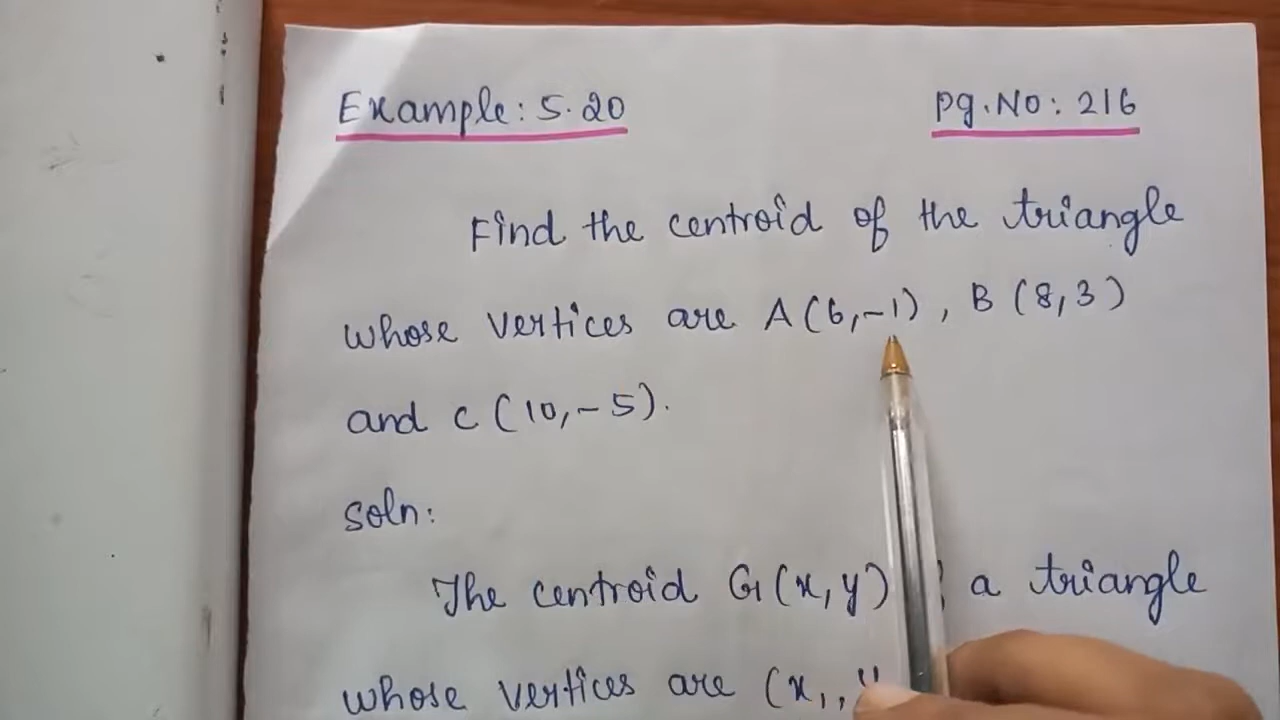 Example: 5.20
Pg.No: 216
Find the centroid of the triangle
whose vertices are A(6,-1), B (8,3)
and C (10,-5).
Soln:
The centroid G(x,y) a triangle
whose vertices are (x₁,